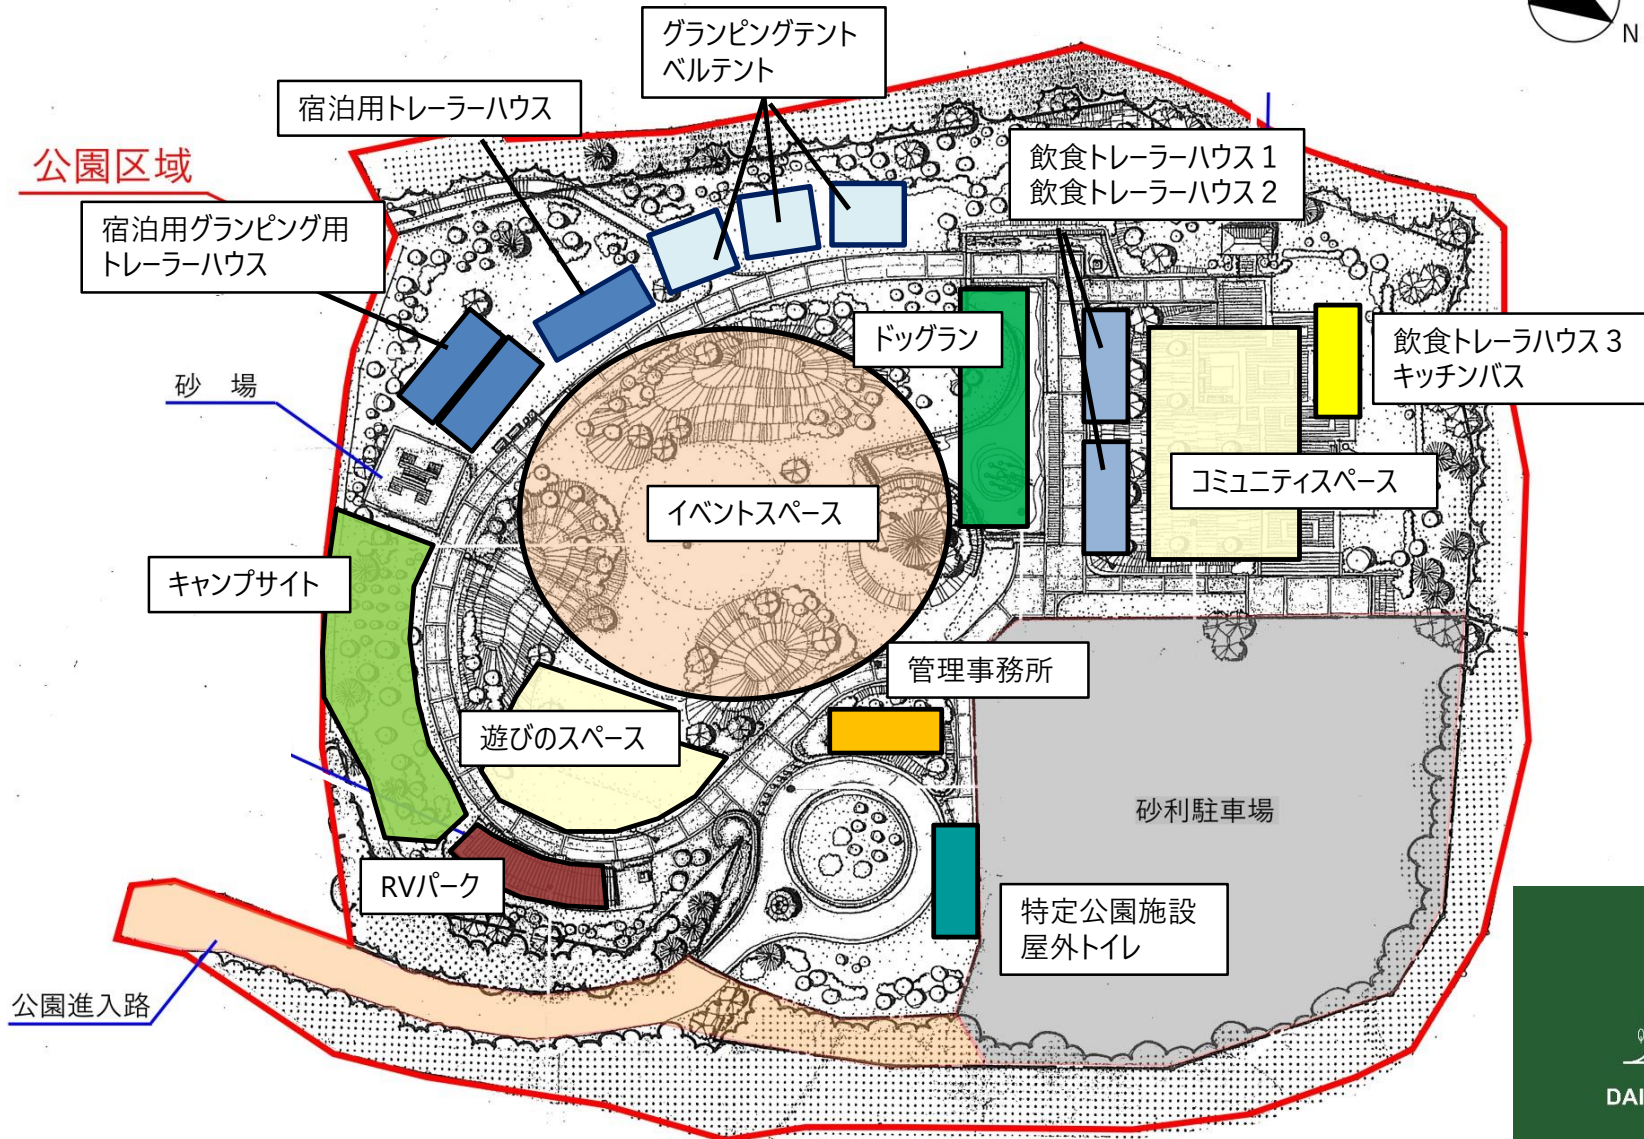 N
グランピングテント
ベルテント
宿泊用トレーラーハウス
公園区域
飲食トレーラーハウス1
飲食トレーラーハウス2
宿泊用グランピング用
トレーラーハウス
ドッグラン
飲食トレーラハウス3
キッチンバス
砂　場
コミュニティスペース
イベントスペース
キャンプサイト
管理事務所
遊びのスペース
砂利駐車場
RVパーク
特定公園施設
屋外トイレ
公園進入路
DAI